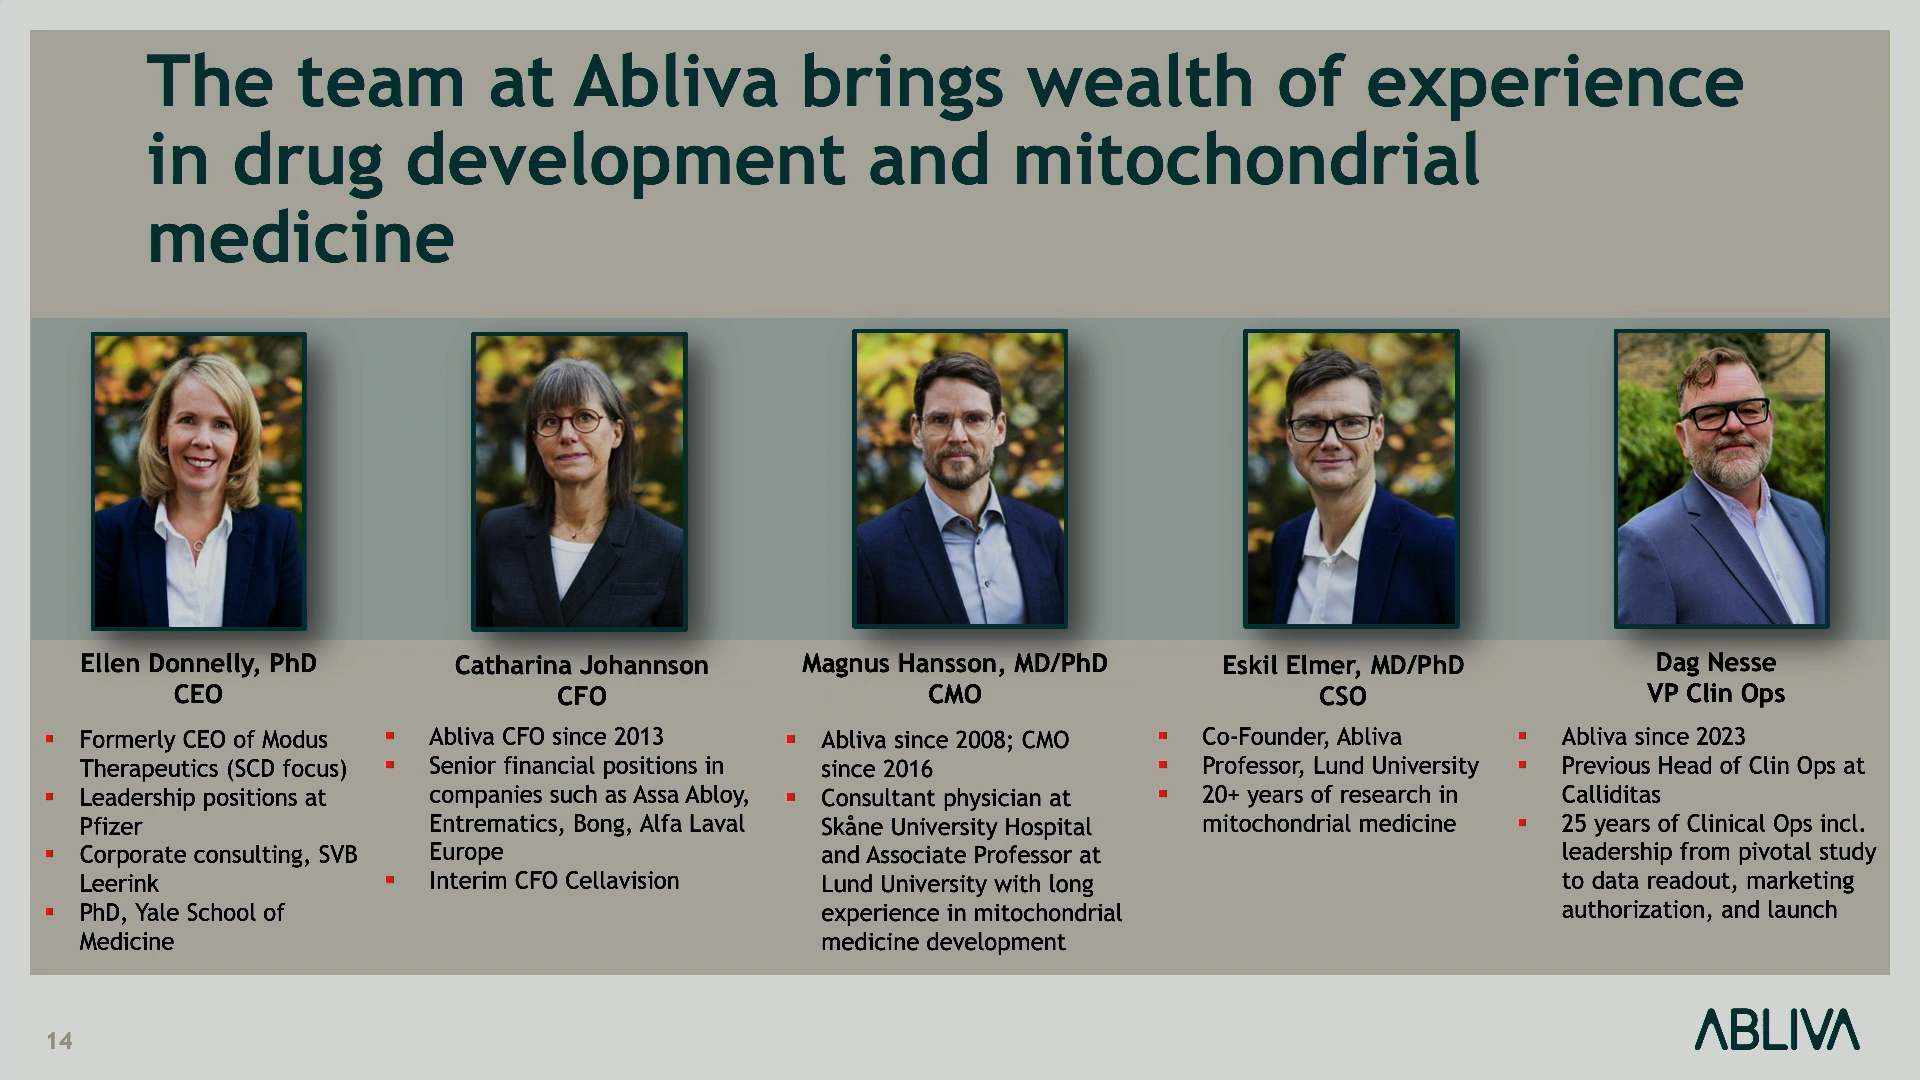 The team at Abliva brings wealth of experience
in drug development and mitochondrial
medicine
Ellen Donnelly, PhD
CEO
▪ Formerly CEO of Modus
Therapeutics (SCD focus)
▪ Leadership positions at
Pfizer
▪ Corporate consulting, SVB
Leerink
▪ PhD, Yale School of
Medicine
Catharina Johannson
CFO
▪ Abliva CFO since 2013
▪ Senior financial positions in
companies such as Assa Abloy,
Entrematics, Bong, Alfa Laval
Europe
▪ Interim CFO Cellavision
Magnus Hansson, MD/PhD
CMO
▪ Abliva since 2008; CMO
since 2016
▪ Consultant physician at
Skåne University Hospital
and Associate Professor at
Lund University with long
experience in mitochondrial
medicine development
Eskil Elmer, MD/PhD
CSO
▪ Co-Founder, Abliva
▪ Professor, Lund University
▪ 20+ years of research in
mitochondrial medicine
Dag Nesse
VP Clin Ops
▪ Abliva since 2023
▪ Previous Head of Clin Ops at
Calliditas
▪ 25 years of Clinical Ops incl.
leadership from pivotal study
to data readout, marketing
authorization, and launch
14
ABLIVA